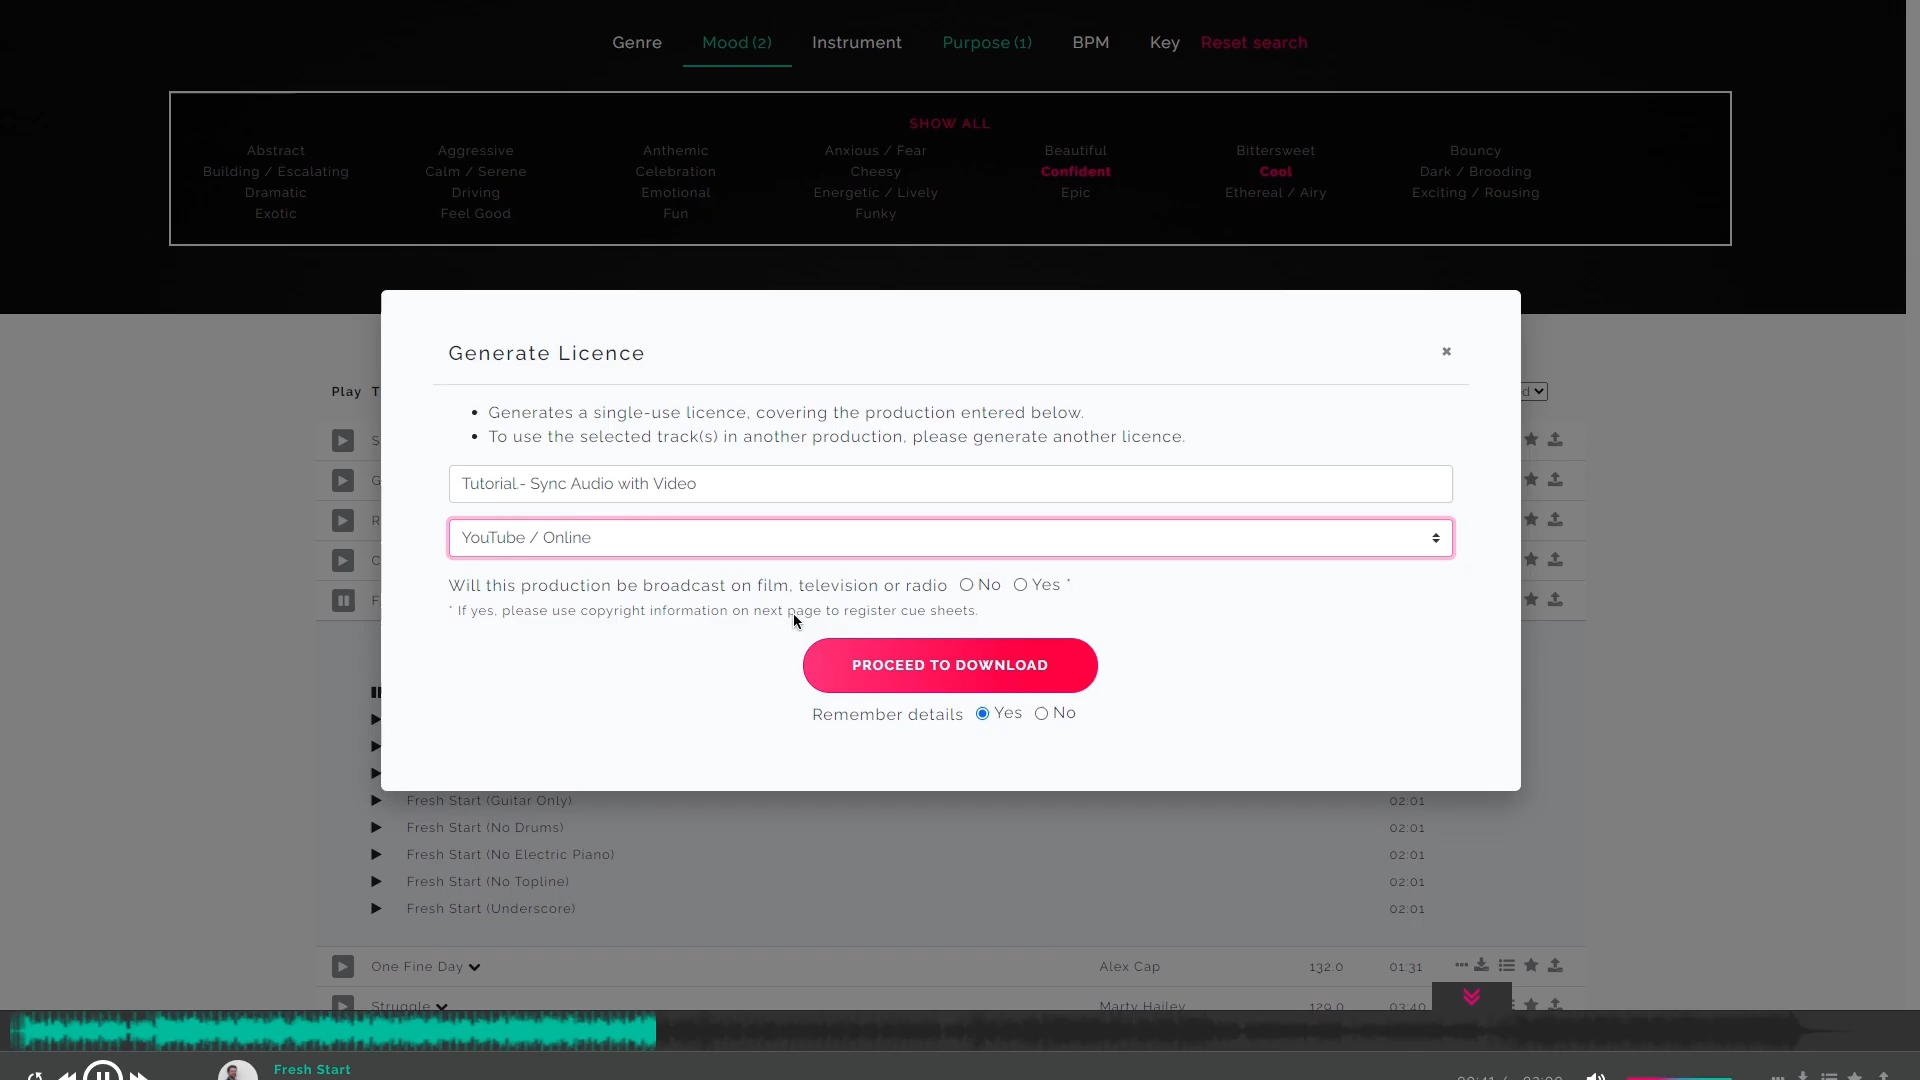 Genre Mood (2) Instrument Purpose (1) BPM Key Reset search
SHOW ALL
Abstract Aggressive Anthemic Anxious / Fear Beautiful Bittersweet Bouncy
Building / Escalating Calm / Serene Celebration Cheesy Confident Cool Dark / Brooding
Dramatic Driving Emotional Energetic / Lively Epic Ethereal / Airy Exciting / Rousing
Exotic Feel Good Fun Funky
Generate Licence
Play T
• Generates a single-use licence, covering the production entered below.
• To use the selected track(s) in another production, please generate another licence.
Tutorial.- Sync Audio with Video
YouTube / Online
Will this production be broadcast on film, television or radio No Yes *
* If yes, please use copyright information on next page to register cue sheets.
PROCEED TO DOWNLOAD
Remember details Yes No
Fresh Start (Guitar Only) 02:01
Fresh Start (No Drums) 02:01
Fresh Start (No Electric Piano) 02:01
Fresh Start (No Topline) 02:01
Fresh Start (Underscore) 02:01
One Fine Day Alex Cap 132.0 01:31
Struggle Marty Hailey 129.0 03:40
Fresh Start